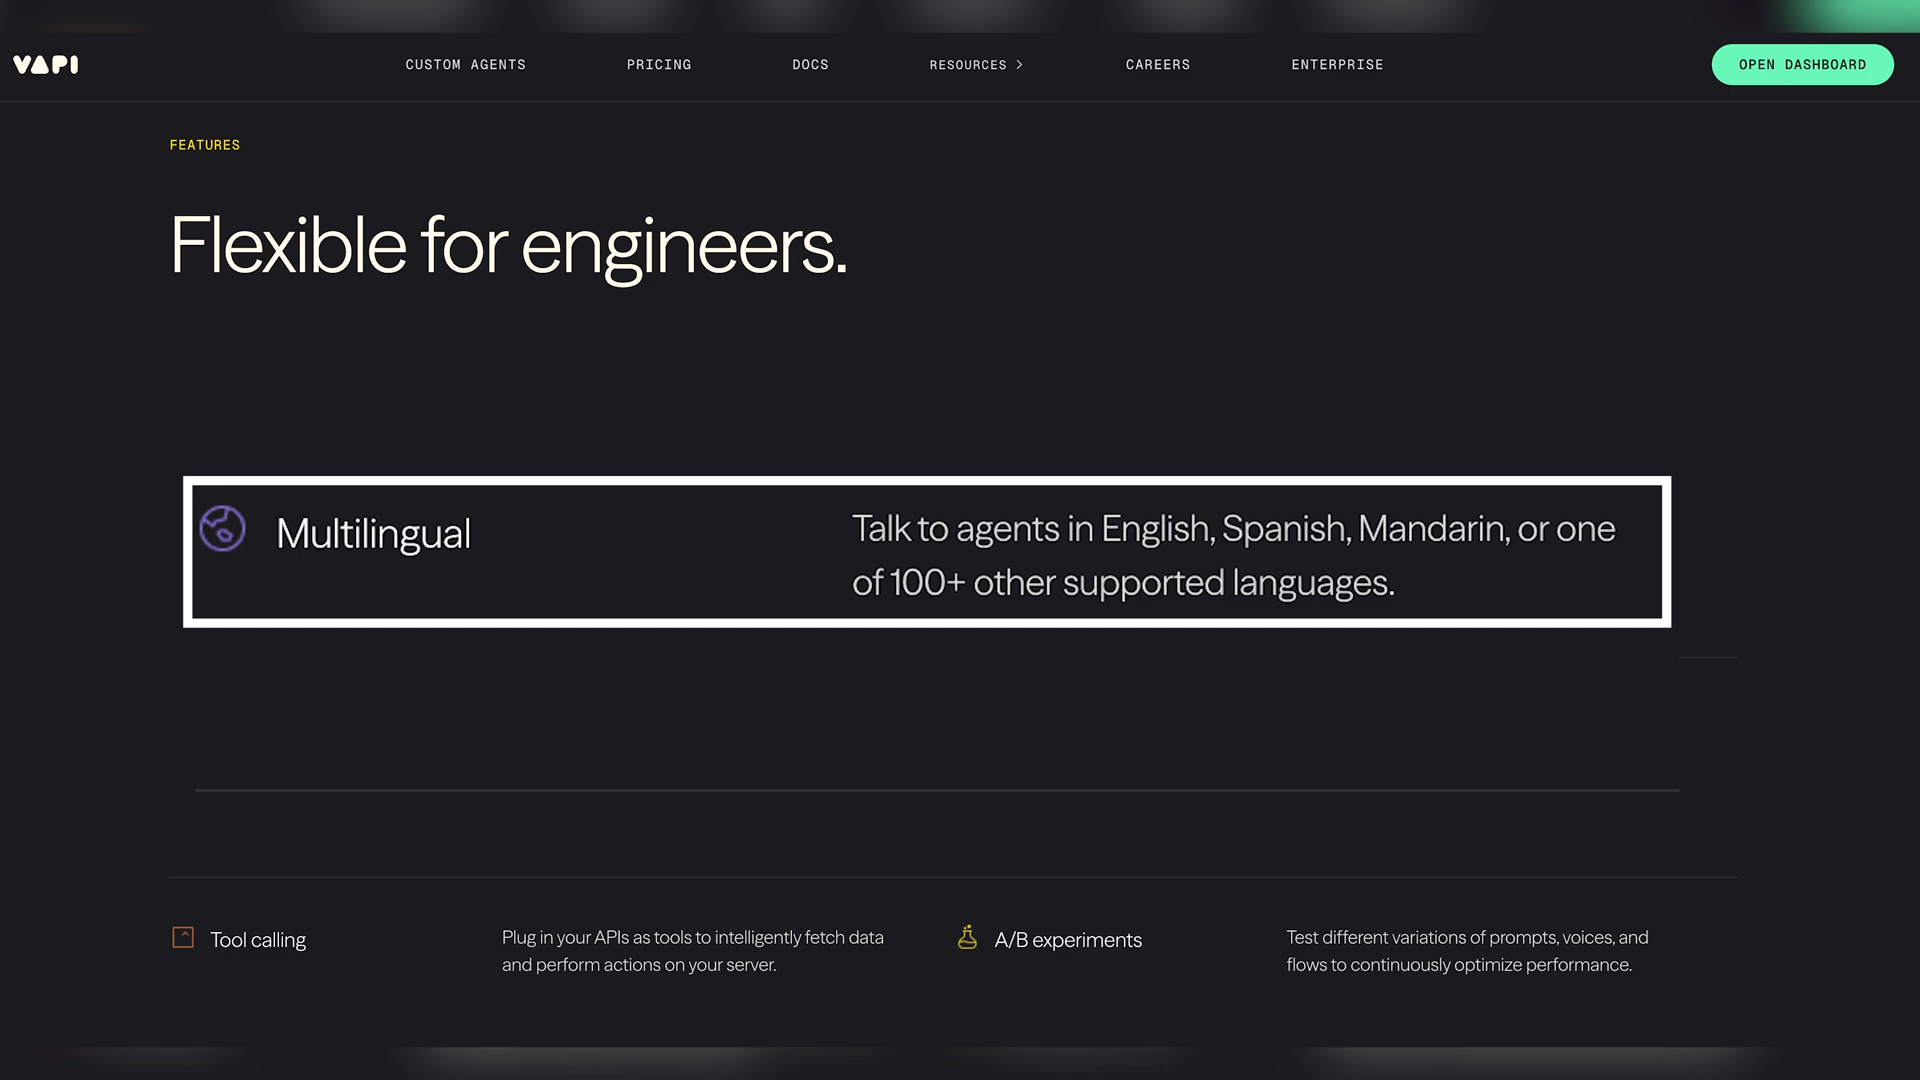 VAPI
CUSTOM AGENTS
PRICING
DOCS
RESOURCES
CAREERS
ENTERPRISE
OPEN DASHBOARD
FEATURES
Flexible for engineers.
Multilingual
Talk to agents in English, Spanish, Mandarin, or one
of 100+ other supported languages.
Tool calling
Plug in your APIs as tools to intelligently fetch data
and perform actions on your server.
A/B experiments
Test different variations of prompts, voices, and
flows to continuously optimize performance.